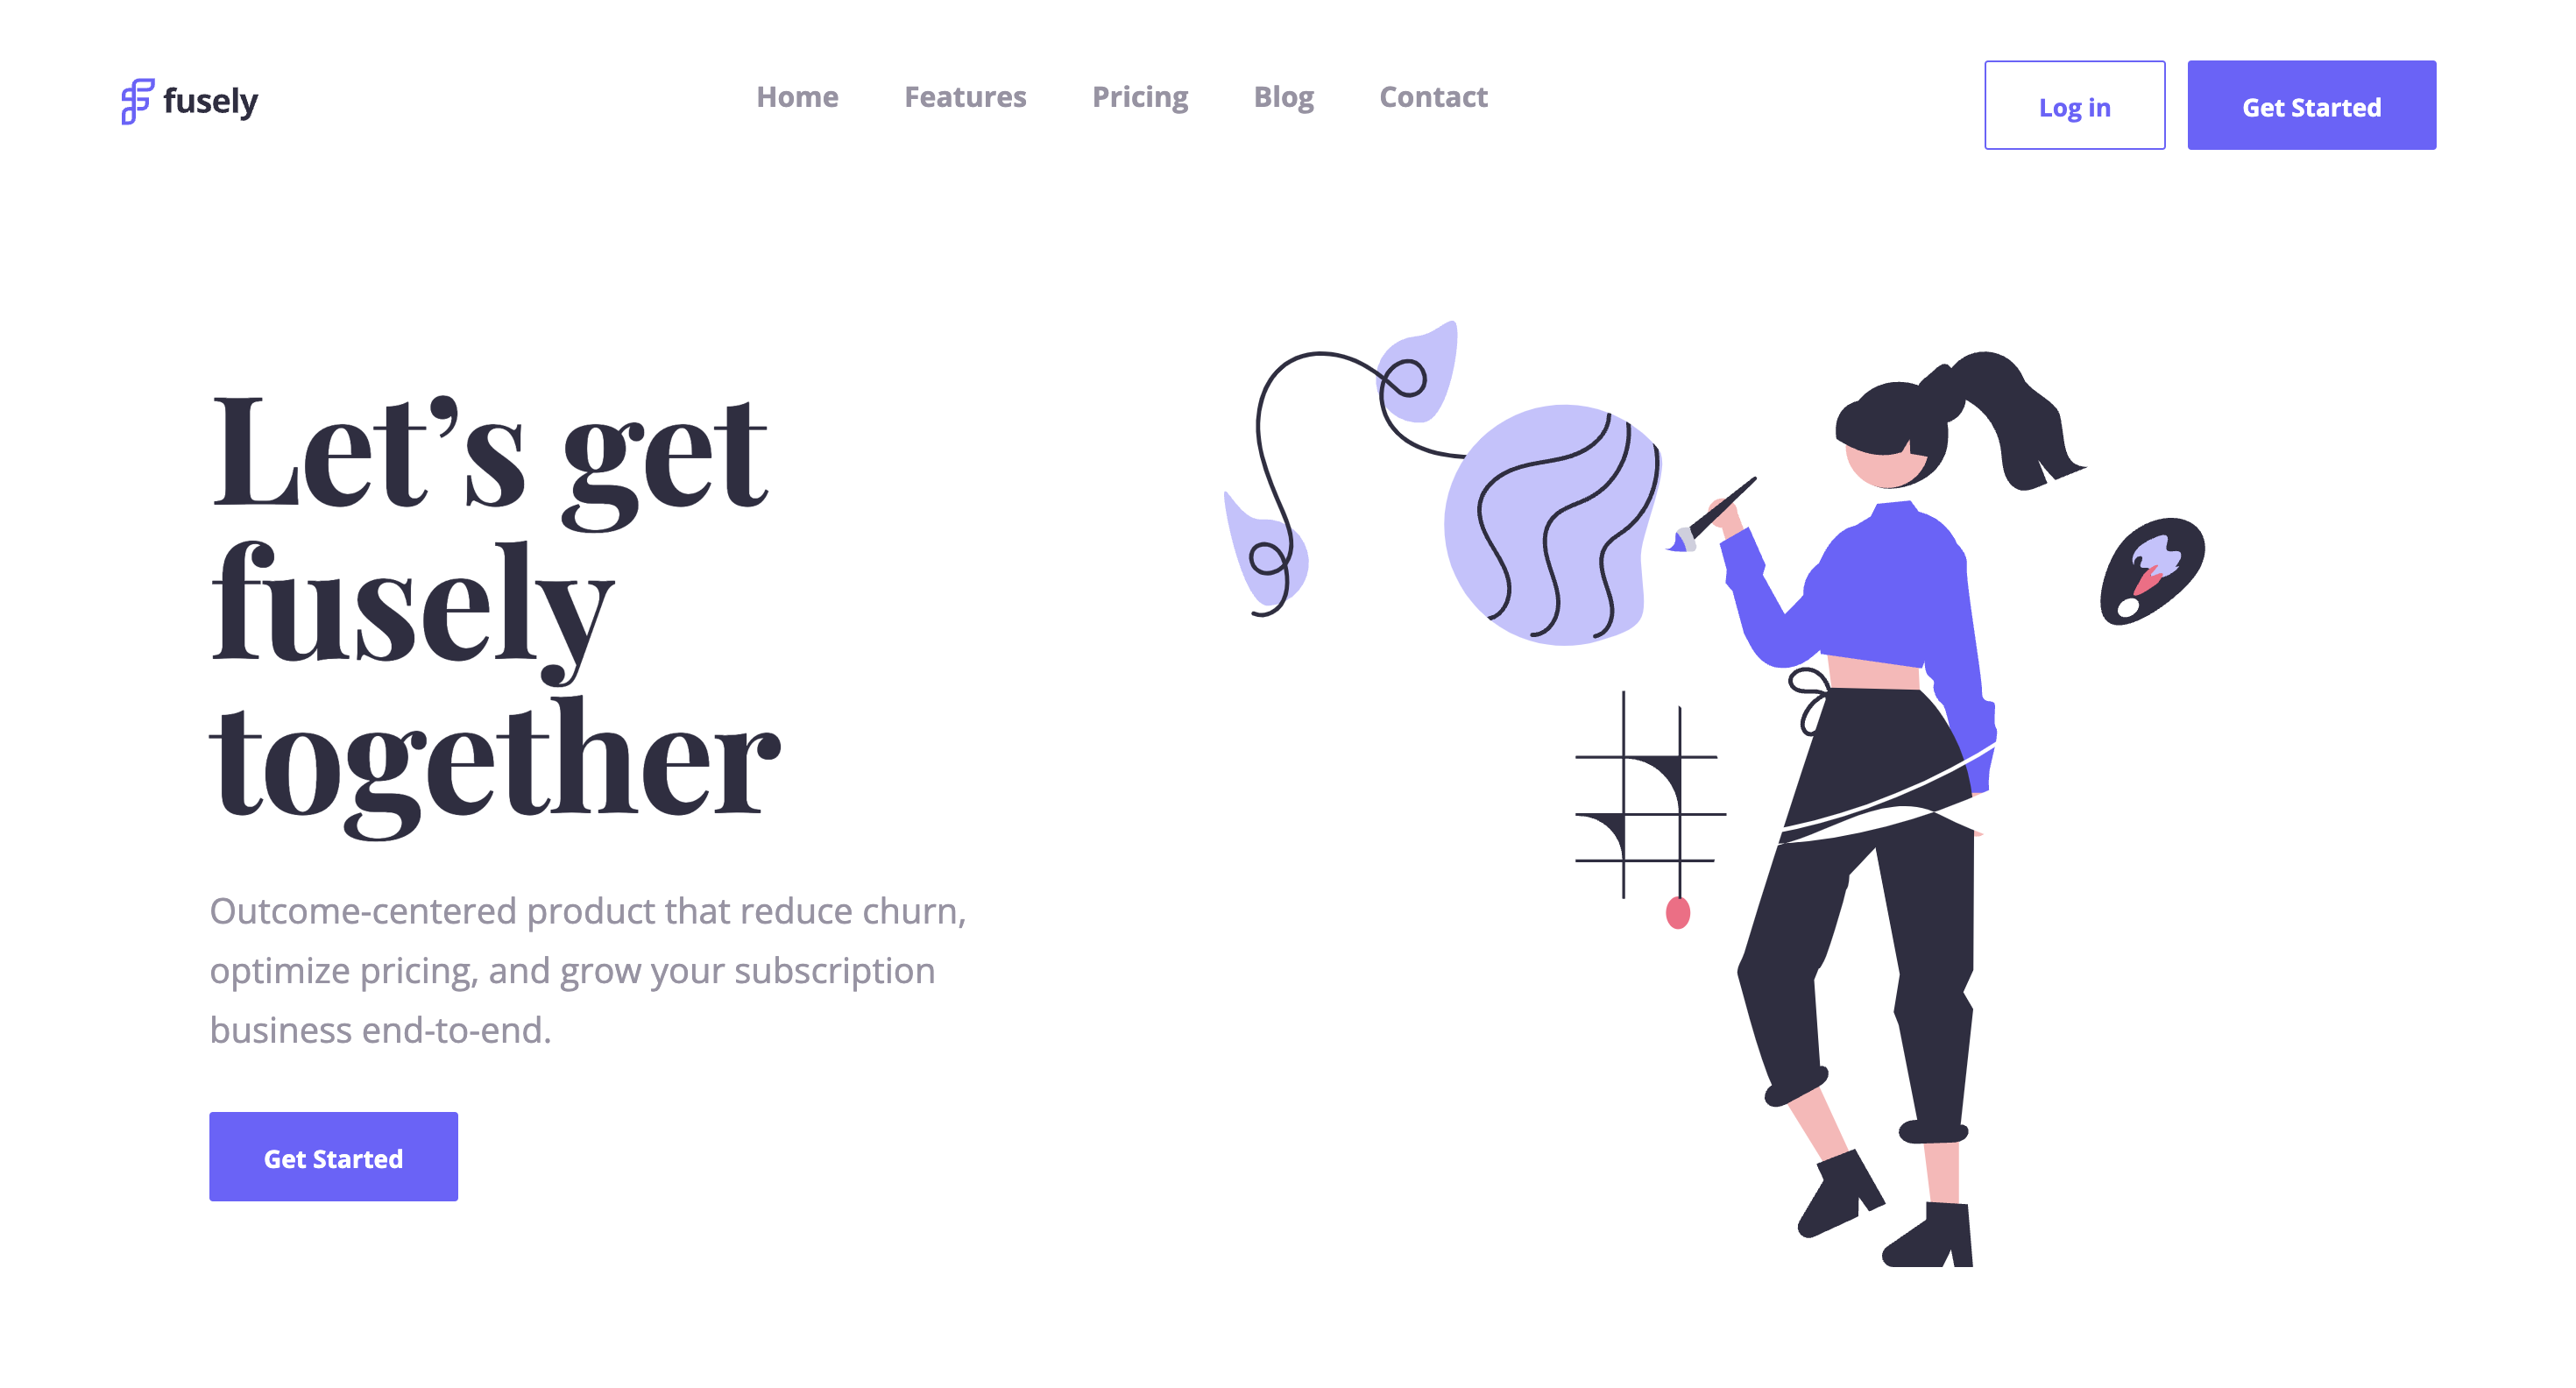 fusely
Home Features Pricing Blog Contact
Log in
Get Started
Let’s get
fusely
together
Outcome-centered product that reduce churn,
optimize pricing, and grow your subscription
business end-to-end.
Get Started